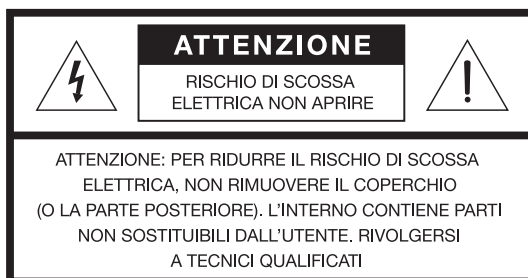 ATTENZIONE
RISCHIO DI SCOSSA
ELETTRICA NON APRIRE
ATTENZIONE: PER RIDURRE IL RISCHIO DI SCOSSA
ELETTRICA, NON RIMUOVERE IL COPERCHIO
(O LA PARTE POSTERIORE). L'INTERNO CONTIENE PARTI
NON SOSTITUIBILI DALL'UTENTE. RIVOLGERSI
A TECNICI QUALIFICATI